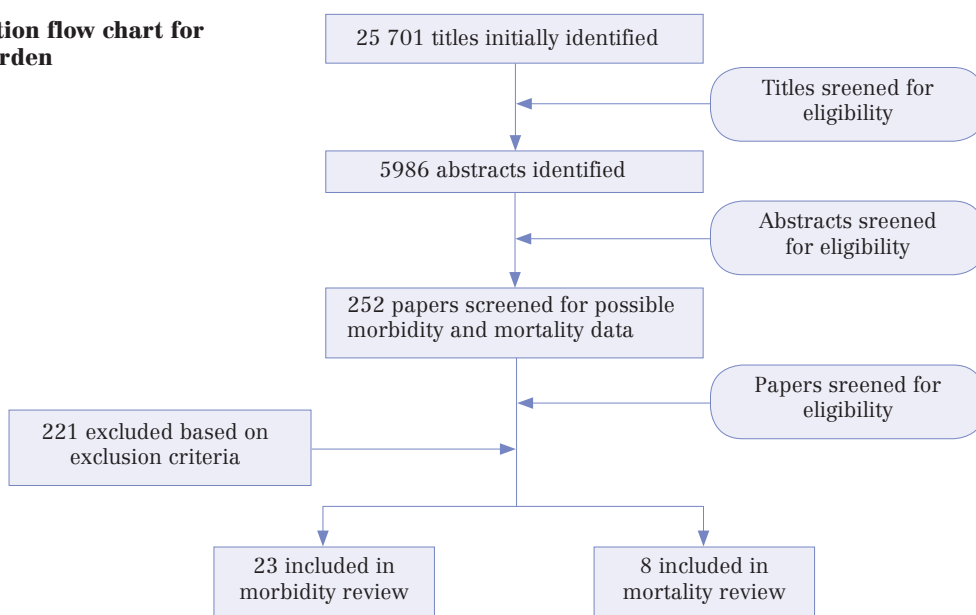 tion flow chart for
rden
25 701 titles initially identified
Titles sreened for
eligibility
5986 abstracts identified
Abstracts sreened
for eligibility
252 papers screened for possible
morbidity and mortality data
Papers sreened for
eligibility
221 excluded based on
exclusion criteria
23 included in
morbidity review
8 included in
mortality review